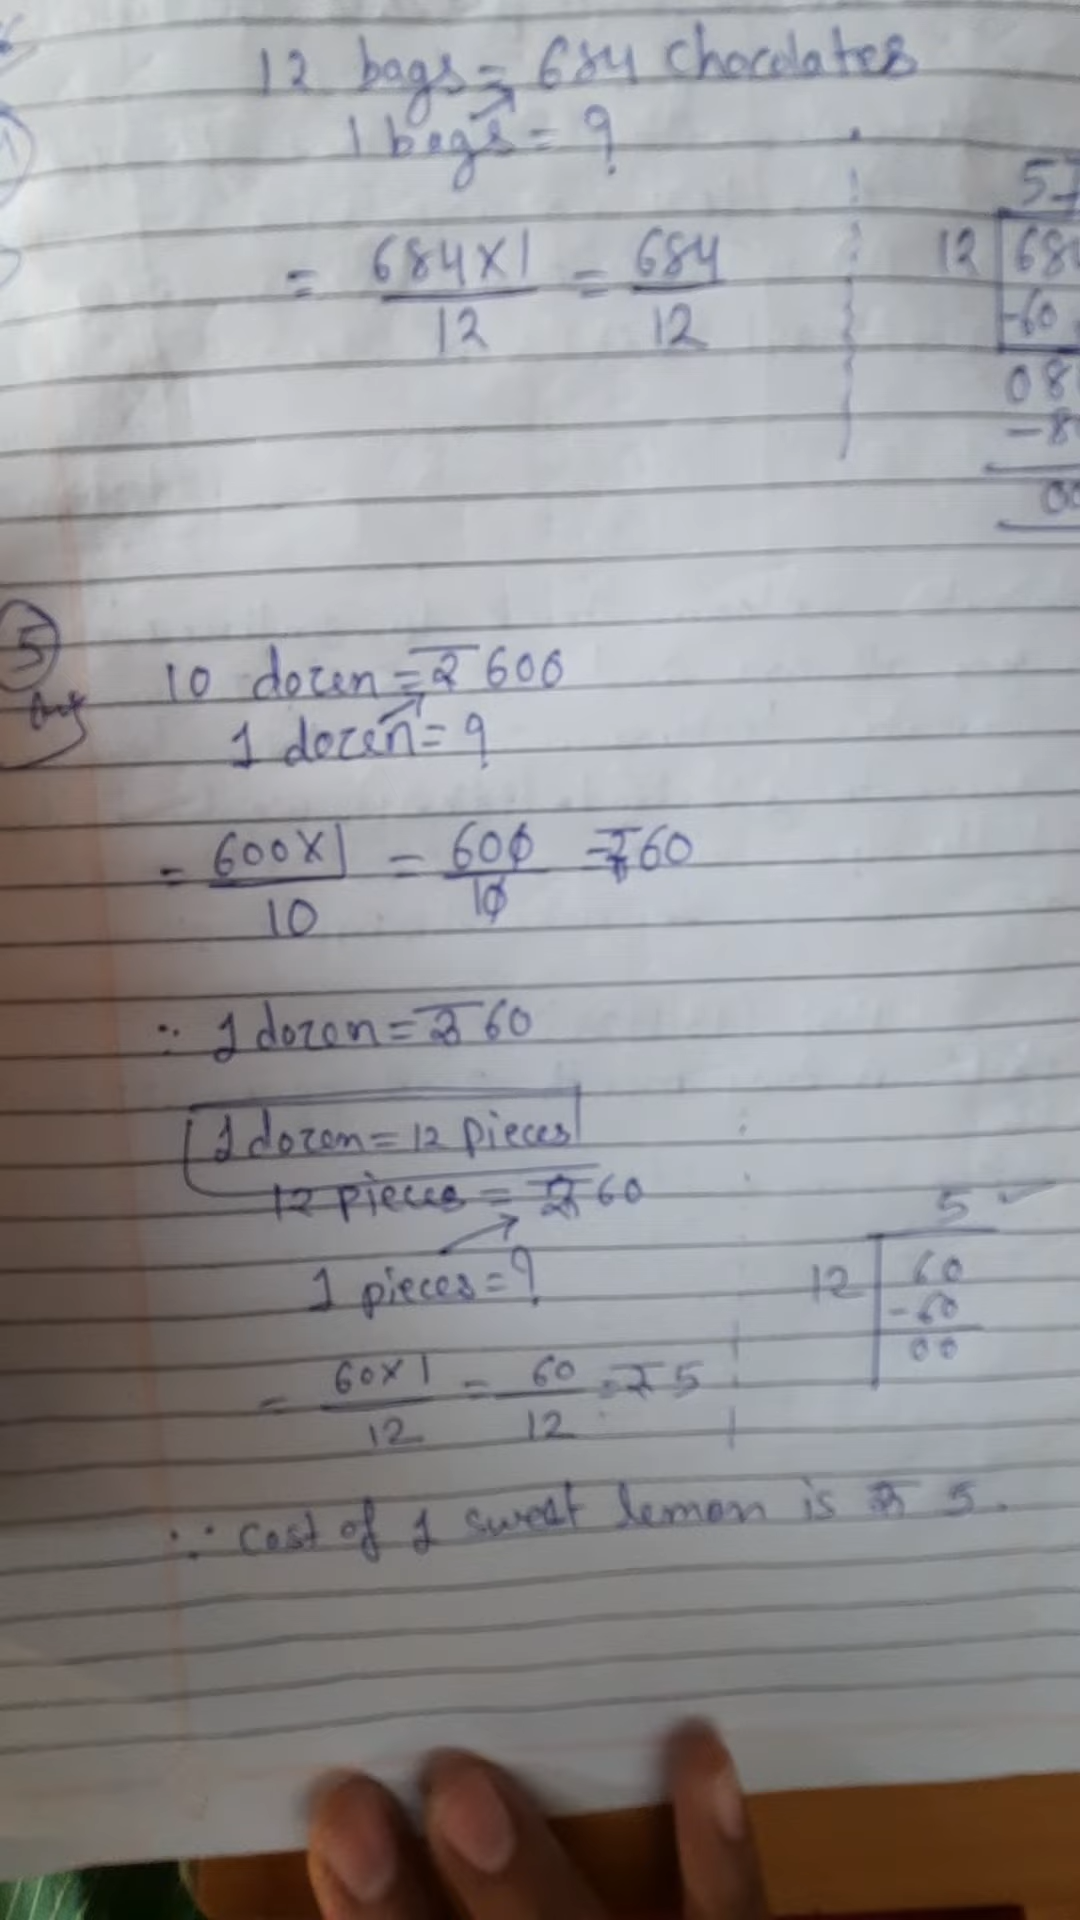 12 bags = 684 chocolates
1 bags = ?
= 684×1/12 = 684/12
57
12 684
-60
08
-8
00
5
Ans
10 dozen = ₹ 600
1 dozen = ?
= 600×1/10 = 600/10 = ₹60
∴ 1 dozen = ₹ 60
1 dozen = 12 pieces
12 pieces = ₹ 60
1 pieces = ?
5
12 60
-60
00
= 60×1/12 = 60/12 = ₹ 5
∵ cost of 1 sweet lemon is ₹ 5.